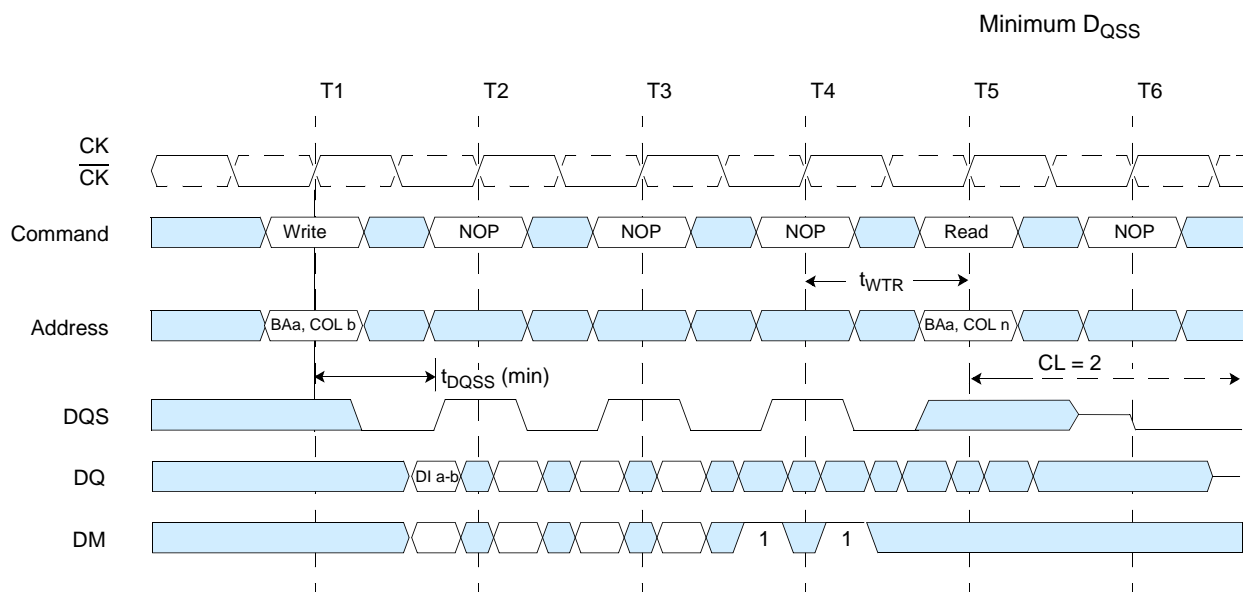 Minimum DQSS
T1 T2 T3 T4 T5 T6
CK
CK
Command Write NOP NOP NOP Read NOP
tWTR
Address BAa, COL b BAa, COL n
tDQSS (min) CL = 2
DQS
DQ DI a-b
DM 1 1